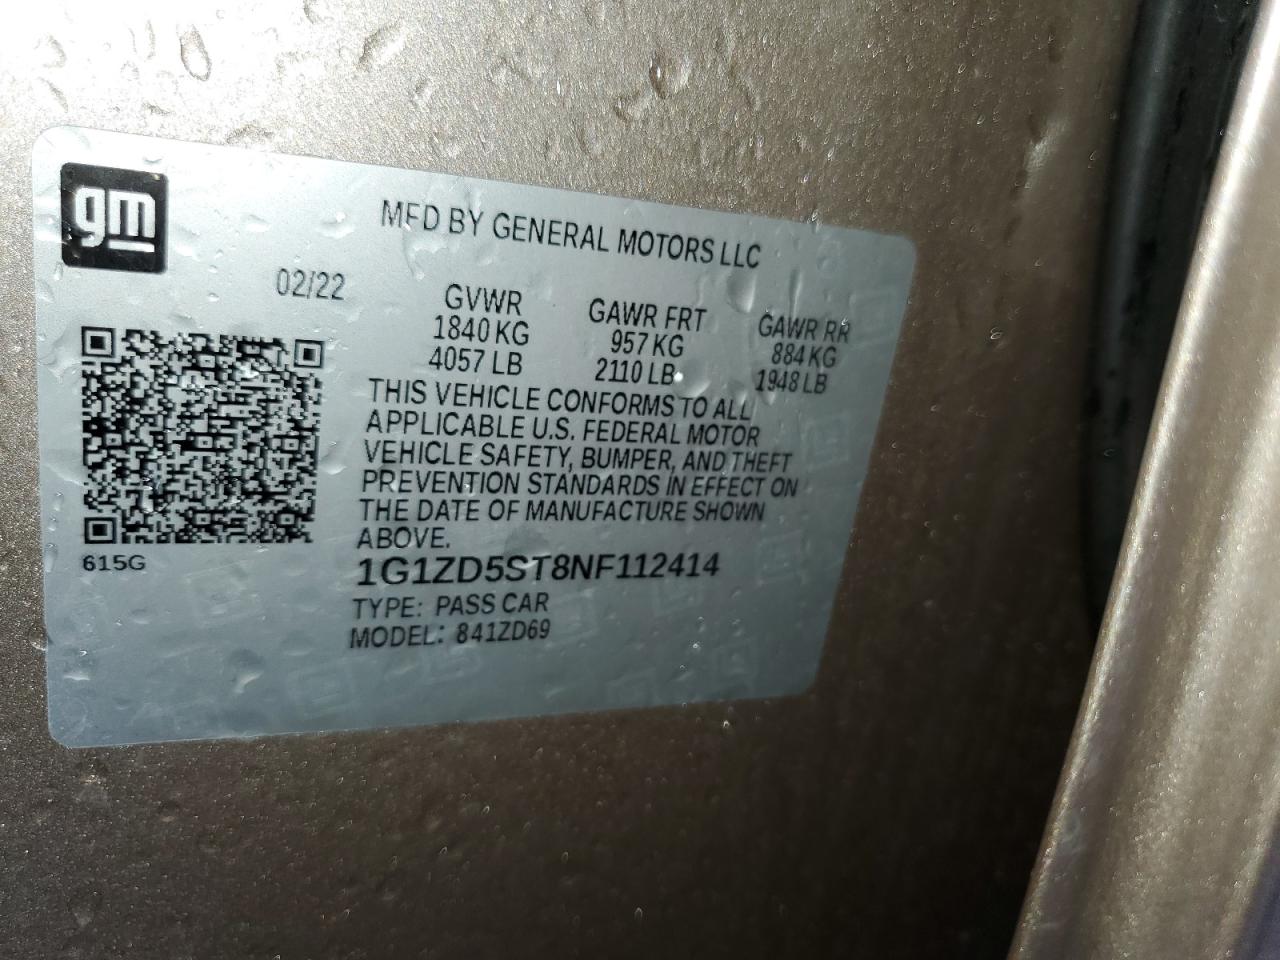 gm
MFD BY GENERAL MOTORS LLC
02/22
GVWR GAWR FRT GAWR RR
1840 KG 957 KG 884 KG
4057 LB 2110 LB 1948 LB
THIS VEHICLE CONFORMS TO ALL
APPLICABLE U.S. FEDERAL MOTOR
VEHICLE SAFETY, BUMPER, AND THEFT
PREVENTION STANDARDS IN EFFECT ON
THE DATE OF MANUFACTURE SHOWN
ABOVE.
615G
1G1ZD5ST8NF112414
TYPE: PASS CAR
MODEL: 841ZD69